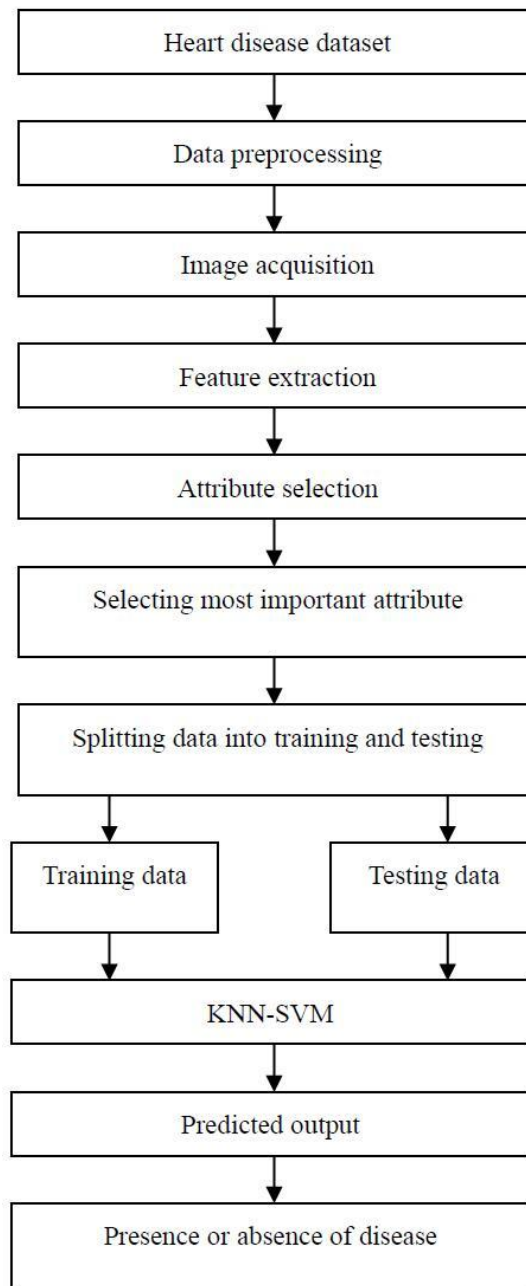 Heart disease dataset
Data preprocessing
Image acquisition
Feature extraction
Attribute selection
Selecting most important attribute
Splitting data into training and testing
Training data
Testing data
KNN-SVM
Predicted output
Presence or absence of disease